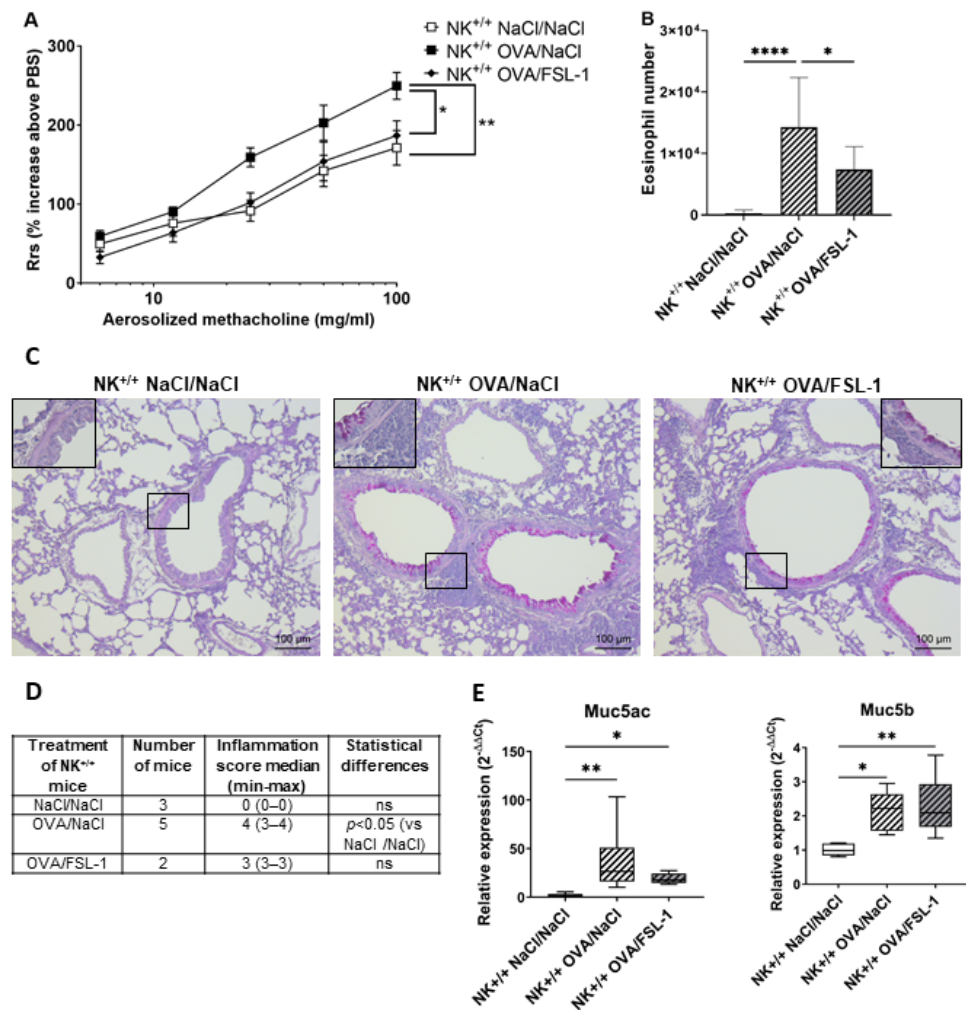 A
NK+/+ NaCl/NaCl
NK+/+ OVA/NaCl
NK+/+ OVA/FSL-1
Rrs (% increase above PBS)
300
200
100
0
10
100
Aerosolized methacholine (mg/ml)
*
**
B
Eosinophil number
3×10⁴
2×10⁴
1×10⁴
0
****
*
NK+/+ NaCl/NaCl
NK+/+ OVA/NaCl
NK+/+ OVA/FSL-1
C
NK+/+ NaCl/NaCl
NK+/+ OVA/NaCl
NK+/+ OVA/FSL-1
100 µm
100 µm
100 µm
D
Treatment of NK+/+ mice
Number of mice
Inflammation score median (min-max)
Statistical differences
NaCl/NaCl 3 0 (0–0) ns
OVA/NaCl 5 4 (3–4) p<0.05 (vs NaCl /NaCl)
OVA/FSL-1 2 3 (3–3) ns
E
Muc5ac
Relative expression (2-ΔΔCt)
150
100
50
0
*
**
NK+/+ NaCl/NaCl
NK+/+ OVA/NaCl
NK+/+ OVA/FSL-1
Muc5b
Relative expression (2-ΔΔCt)
4
3
2
1
0
**
*
NK+/+ NaCl/NaCl
NK+/+ OVA/NaCl
NK+/+ OVA/FSL-1